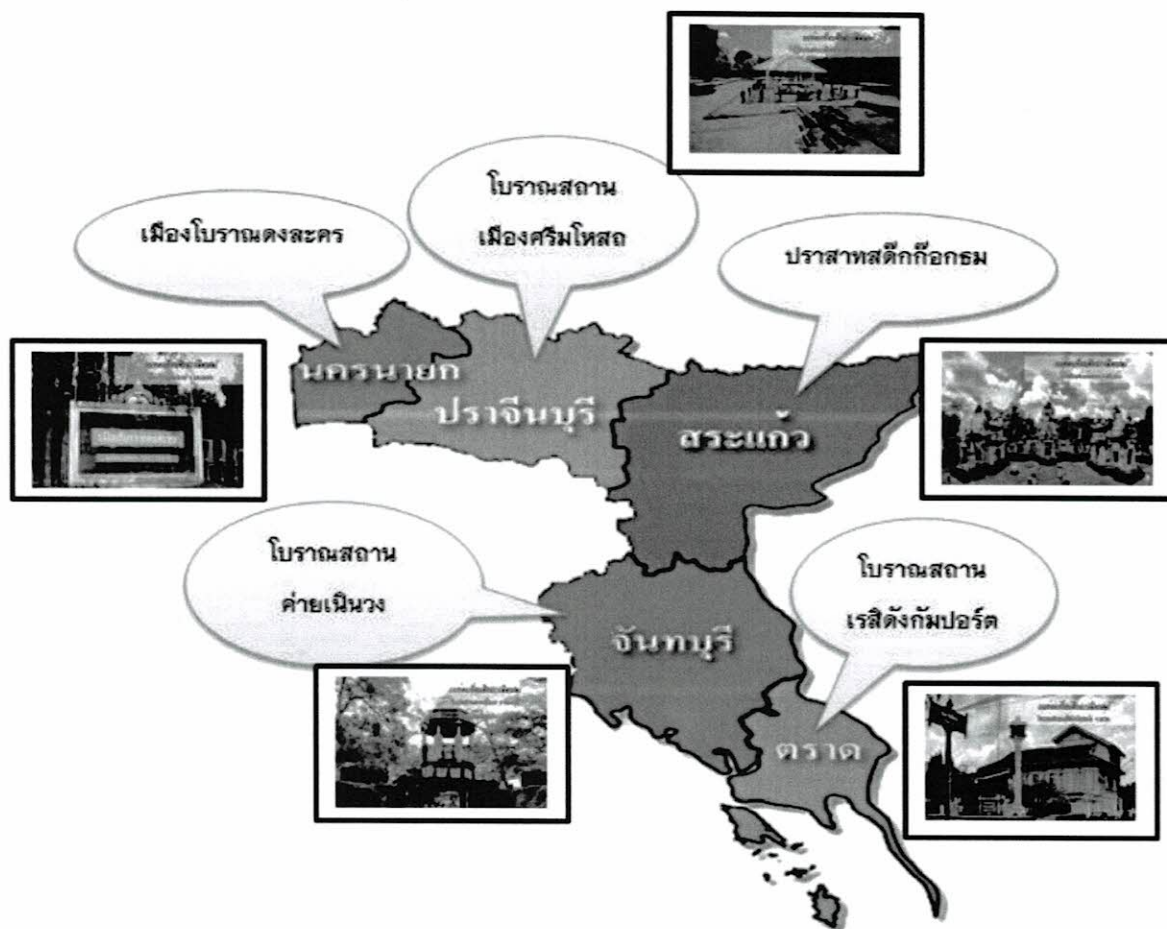 โบราณสถาน
เมืองศรีมโหสถ
เมืองโบราณดงละคร
ปราสาทสด๊กก๊อกธม
นครนายก
ปราจีนบุรี
สระแก้ว
โบราณสถาน
ค่ายเนินวง
โบราณสถาน
เรสิดังกัมปอร์ต
จันทบุรี
ตราด